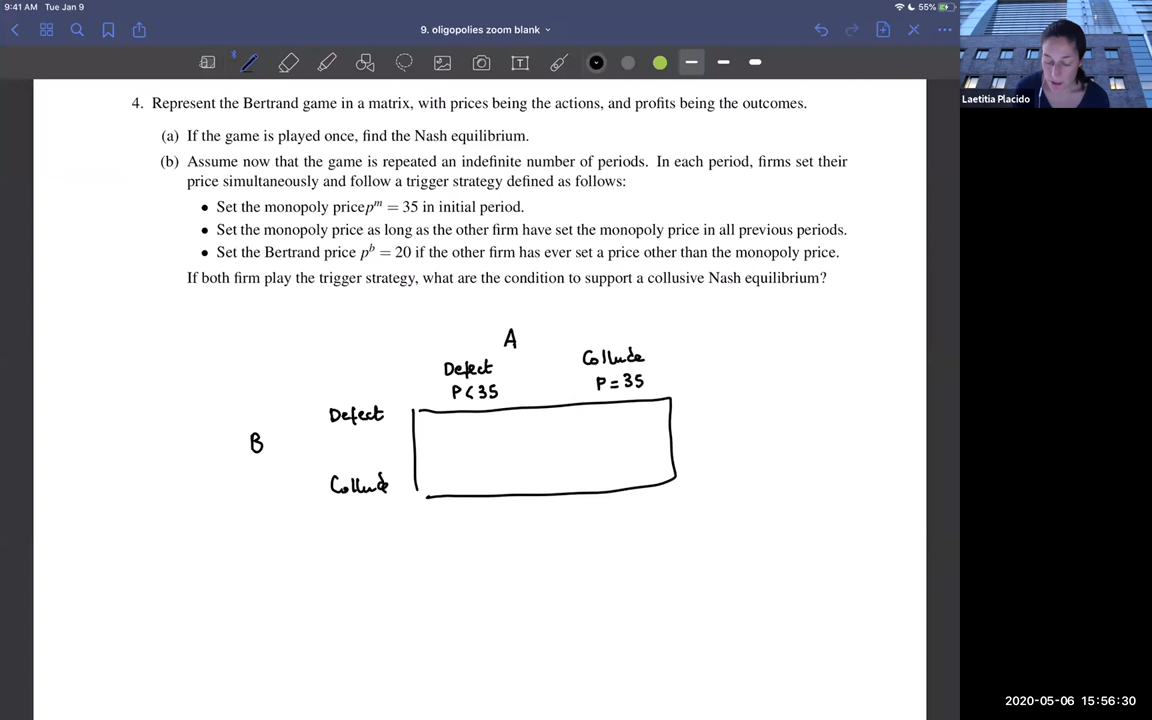 9:41 AM Tue Jan 9
55%
9. oligopolies zoom blank
Laetitia Placido
4. Represent the Bertrand game in a matrix, with prices being the actions, and profits being the outcomes.
(a) If the game is played once, find the Nash equilibrium.
(b) Assume now that the game is repeated an indefinite number of periods. In each period, firms set their
price simultaneously and follow a trigger strategy defined as follows:
• Set the monopoly pricepᵐ = 35 in initial period.
• Set the monopoly price as long as the other firm have set the monopoly price in all previous periods.
• Set the Bertrand price pᵇ = 20 if the other firm has ever set a price other than the monopoly price.
If both firm play the trigger strategy, what are the condition to support a collusive Nash equilibrium?
A
Defect Collude
P < 35 P = 35
Defect
B
Collude
2020-05-06 15:56:30